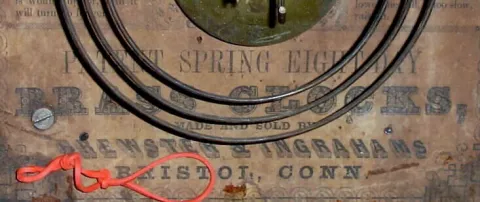 PATENT SPRING EIGHT DAY
BRASS CLOCKS,
MADE AND SOLD BY
BREWSTER & INGRAHAMS
BRISTOL, CONN.